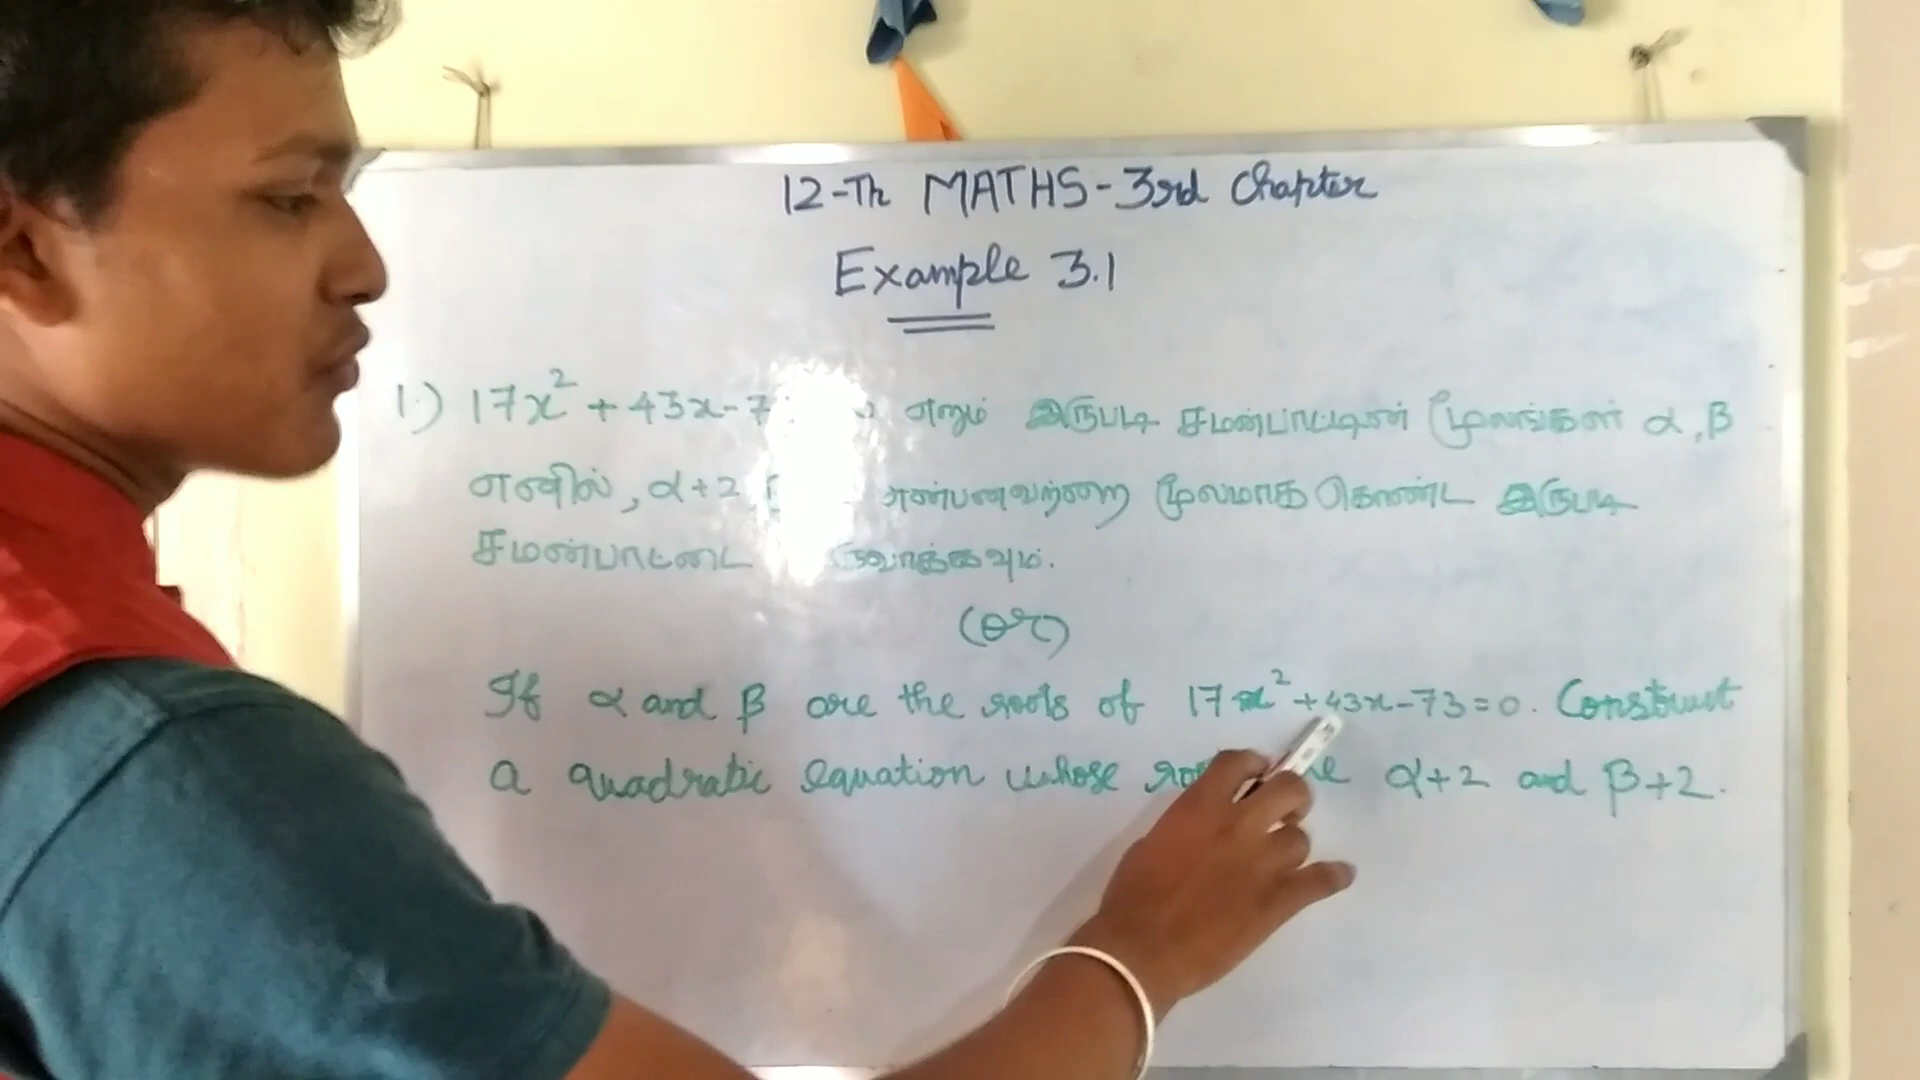 12-Th MATHS-3rd Chapter
Example 3.1
1.) 17x² + 43x-7 எனும் இருபடி சமன்பாட்டின் மூலங்கள் α, β
எனில், α+2 என்பனவற்றை மூலமாக கொண்ட இருபடி
சமன்பாட்டை
(or)
If α and β are the roots of 17x²+43x-73=0. Construct
a quadratic equation whose α+2 and β+2.